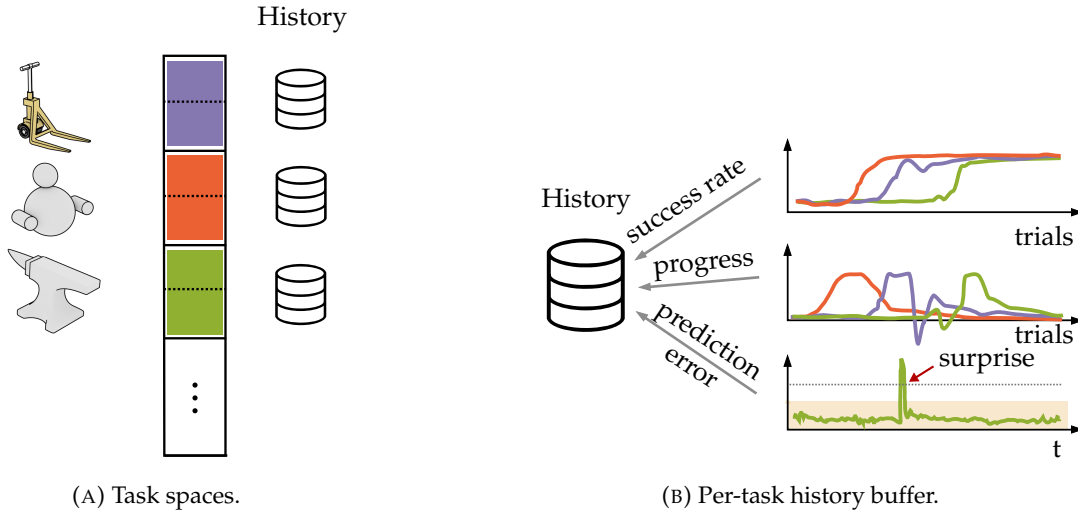 History
History
success rate
progress
prediction
error
trials
trials
surprise
t
(A) Task spaces.
(B) Per-task history buffer.